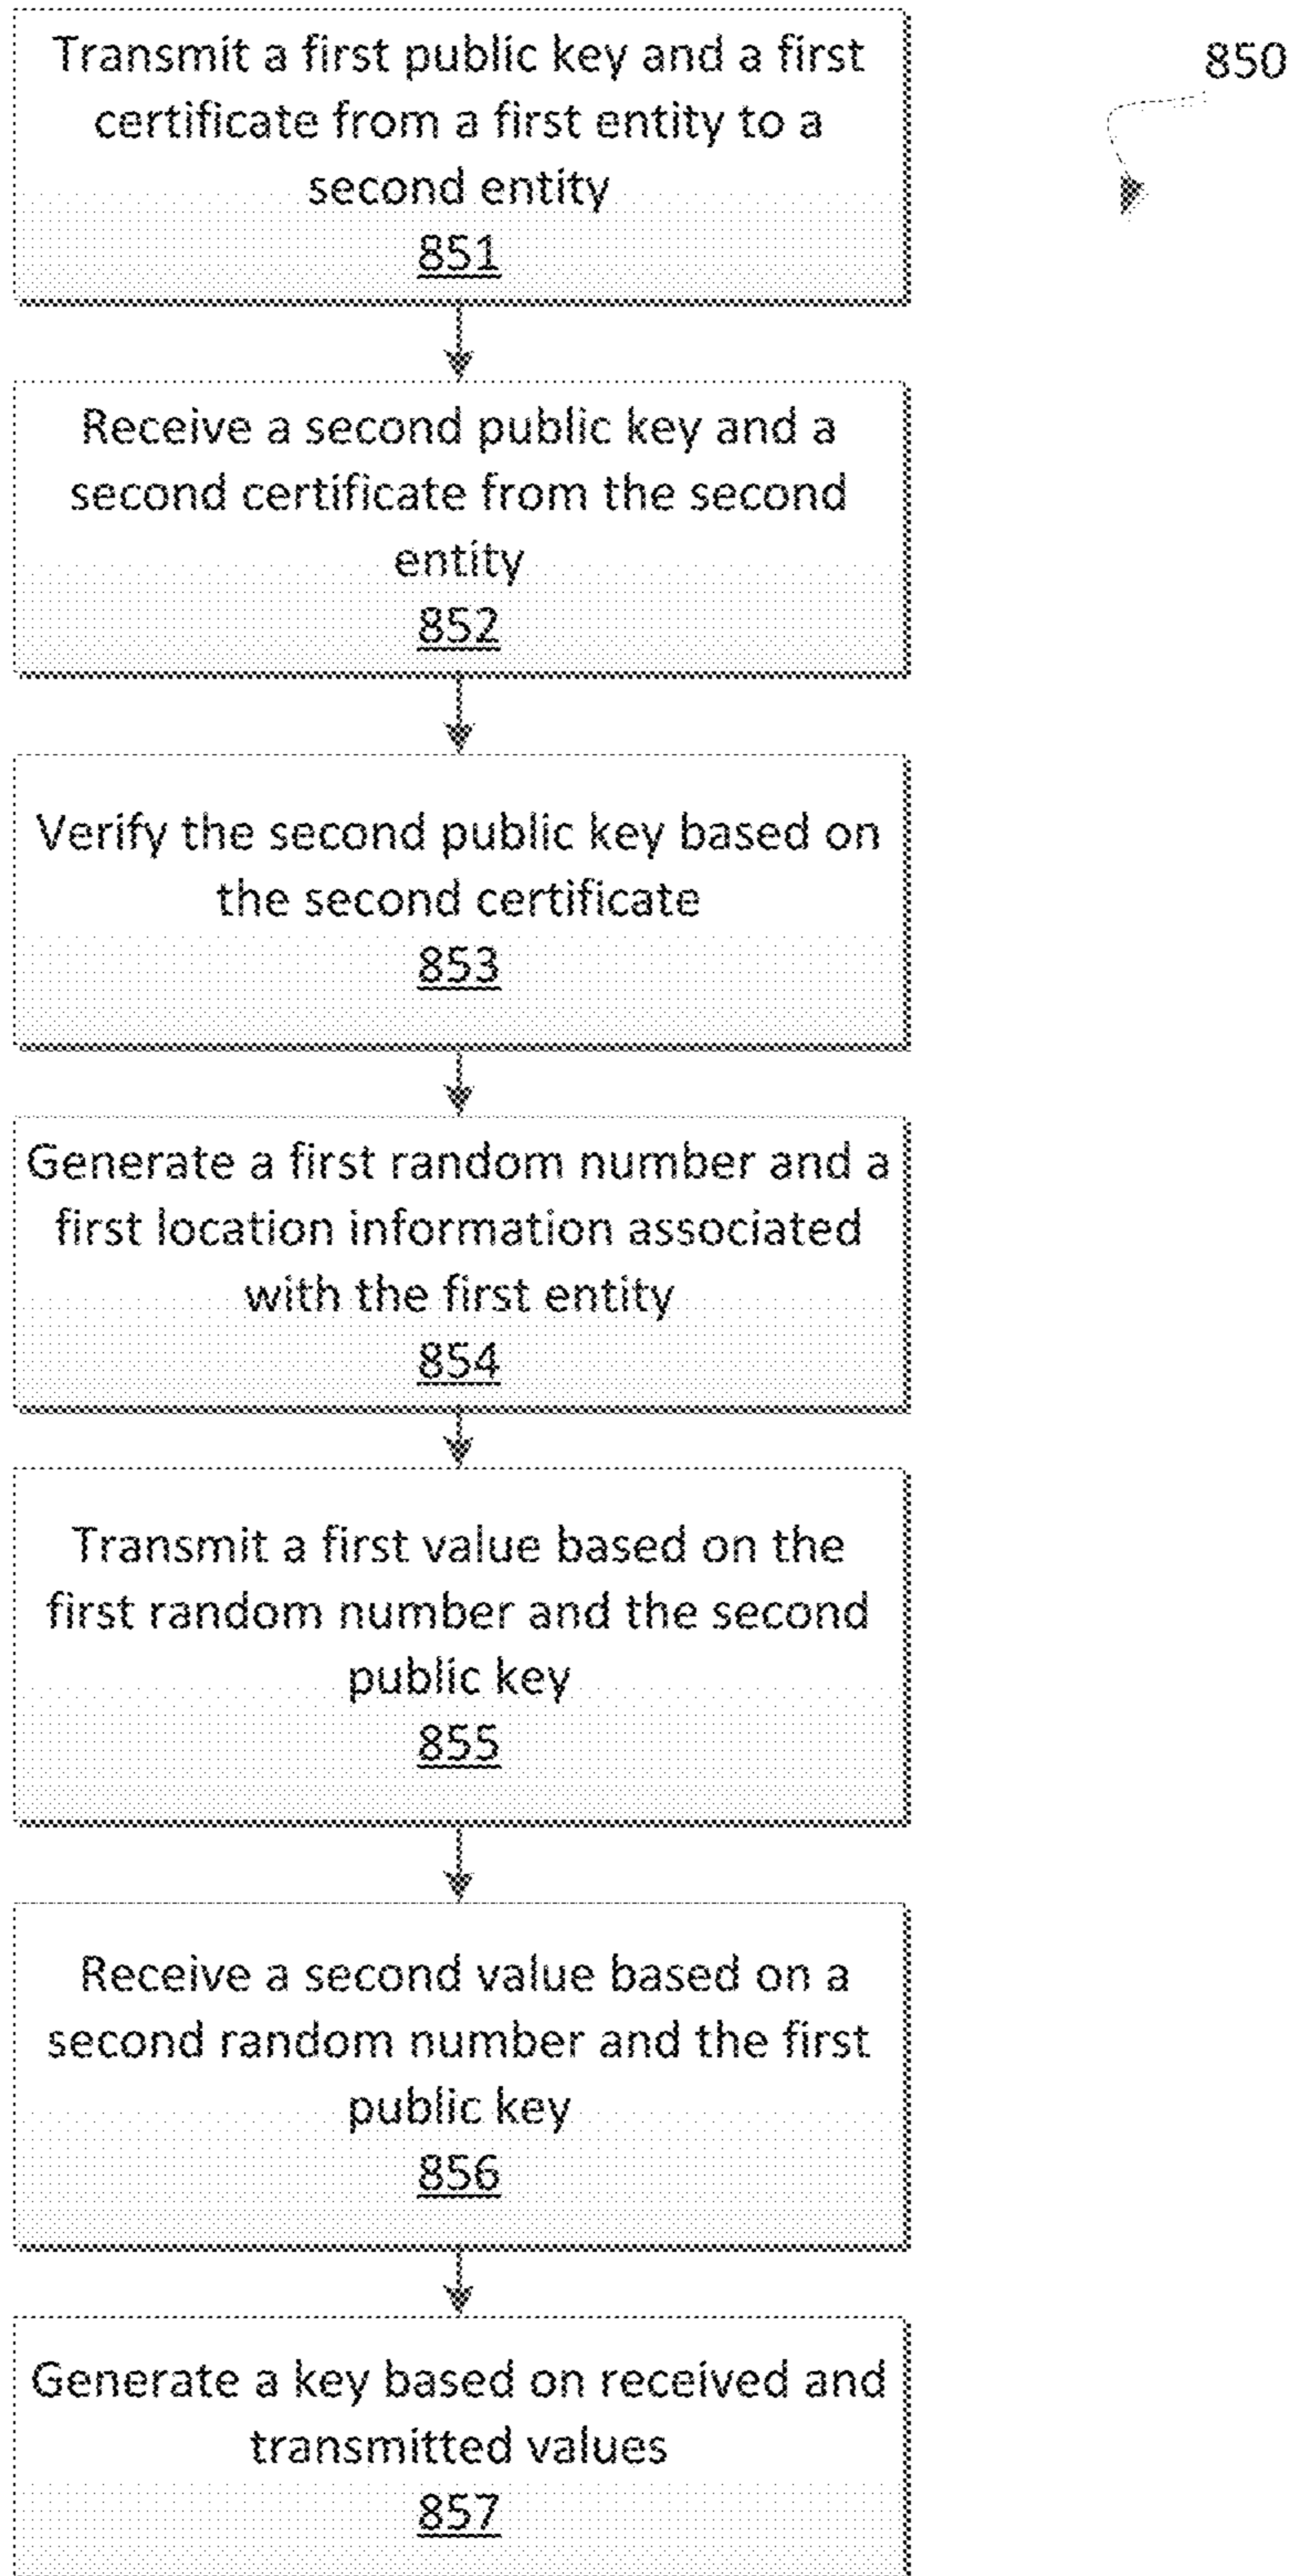 850
Transmit a first public key and a first
certificate from a first entity to a
second entity
851
Receive a second public key and a
second certificate from the second
entity
852
Verify the second public key based on
the second certificate
853
Generate a first random number and a
first location information associated
with the first entity
854
Transmit a first value based on the
first random number and the second
public key
855
Receive a second value based on a
second random number and the first
public key
856
Generate a key based on received and
transmitted values
857